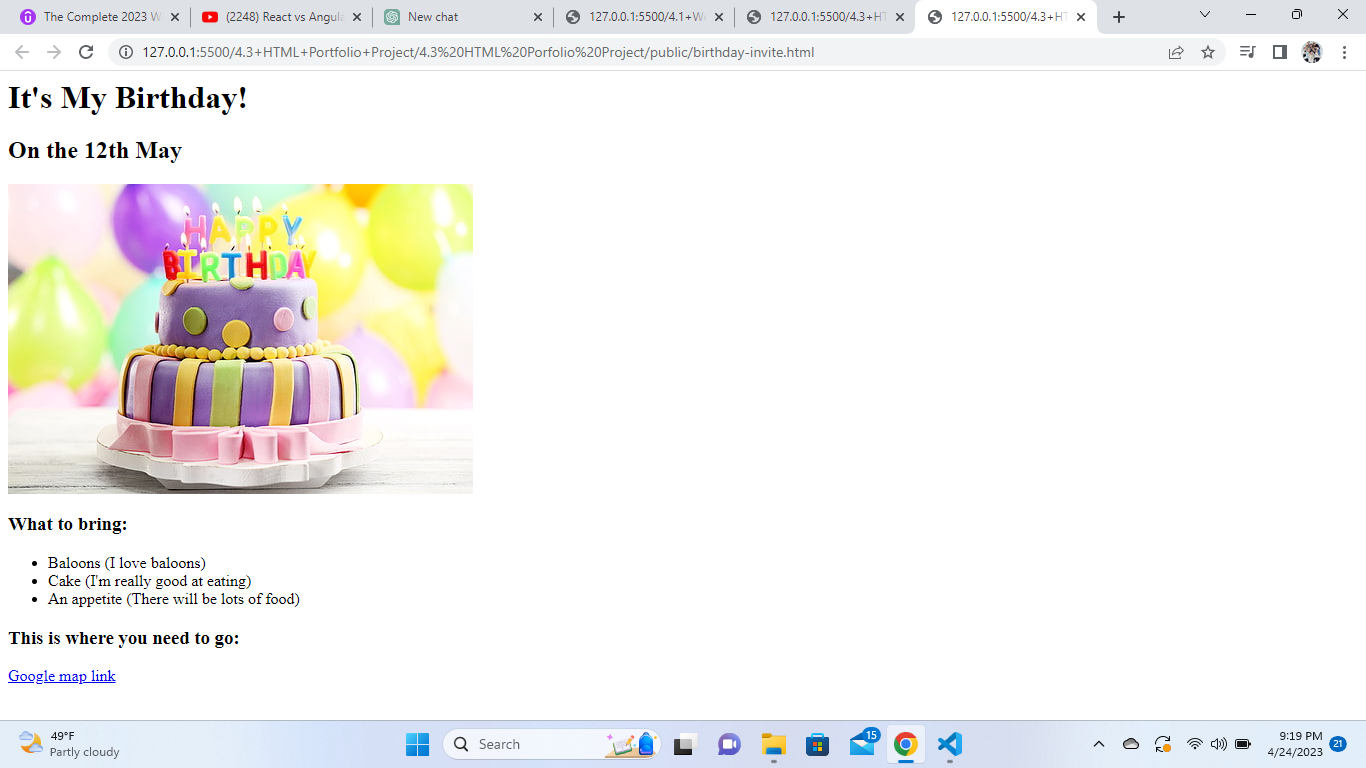 The Complete 2023 W
(2248) React vs Angula
New chat
127.0.0.1:5500/4.1+W
127.0.0.1:5500/4.3+HT
127.0.0.1:5500/4.3+HT
127.0.0.1:5500/4.3+HTML+Portfolio+Project/4.3%20HTML%20Porfolio%20Project/public/birthday-invite.html
It's My Birthday!
On the 12th May
HAPPY
BIRTHDAY
What to bring:
• Baloons (I love baloons)
• Cake (I'm really good at eating)
• An appetite (There will be lots of food)
This is where you need to go:
Google map link
49°F
Partly cloudy
Search
15
9:19 PM
4/24/2023
21